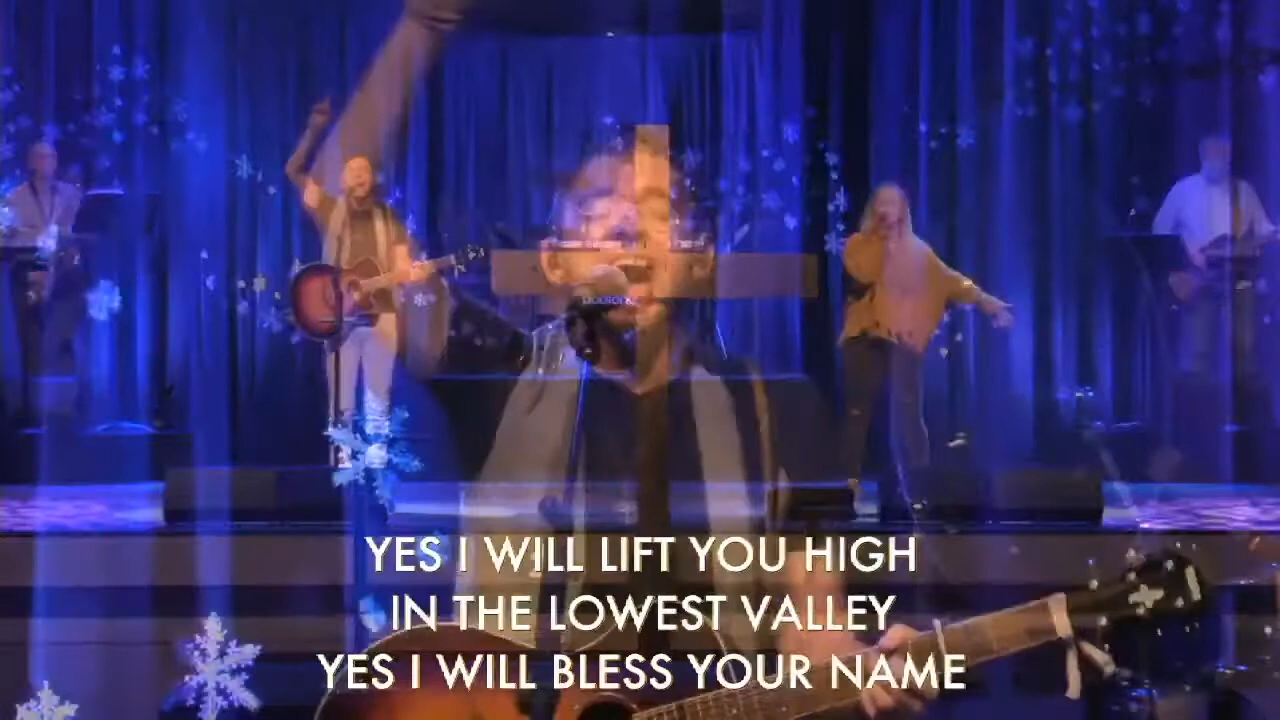 YES I WILL LIFT YOU HIGH
IN THE LOWEST VALLEY
YES I WILL BLESS YOUR NAME